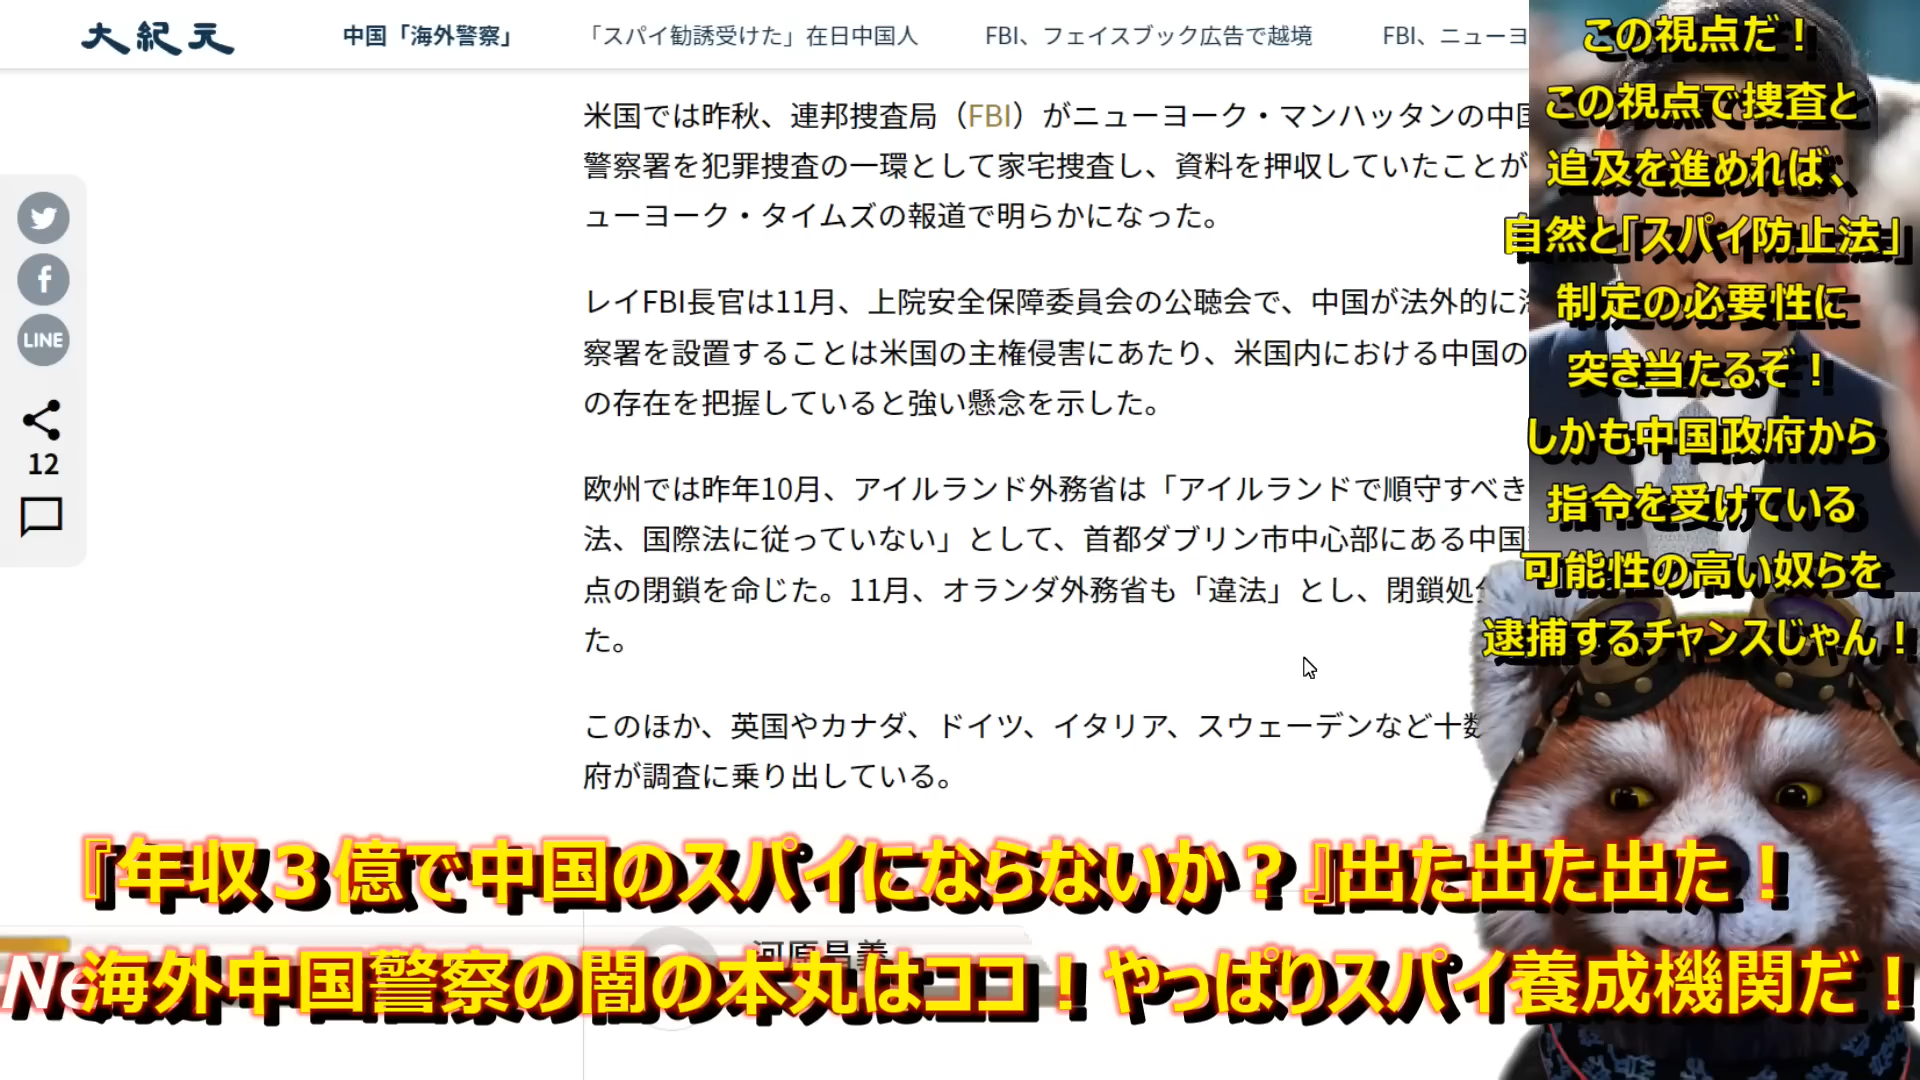 大紀元
中国「海外警察」
「スパイ勧誘受けた」在日中国人
FBI、フェイスブック広告で越境
FBI、ニューヨ
米国では昨秋、連邦捜査局（FBI）がニューヨーク・マンハッタンの中国
警察署を犯罪捜査の一環として家宅捜査し、資料を押収していたことが
ューヨーク・タイムズの報道で明らかになった。
レイFBI長官は11月、上院安全保障委員会の公聴会で、中国が法外的に
察署を設置することは米国の主権侵害にあたり、米国内における中国の
の存在を把握していると強い懸念を示した。
欧州では昨年10月、アイルランド外務省は「アイルランドで順守すべき
法、国際法に従っていない」として、首都ダブリン市中心部にある中国
点の閉鎖を命じた。11月、オランダ外務省も「違法」とし、閉鎖処分
た。
このほか、英国やカナダ、ドイツ、イタリア、スウェーデンなど十数
府が調査に乗り出している。
LINE
12
この視点だ！
この視点で捜査と
追及を進めれば、
自然と「スパイ防止法」
制定の必要性に
突き当たるぞ！
しかも中国政府から
指令を受けている
可能性の高い奴らを
逮捕するチャンスじゃん！
『年収３億で中国のスパイにならないか？』出た出た出た！
河原昌義
Ne
海外中国警察の闇の本丸はココ！やっぱりスパイ養成機関だ！